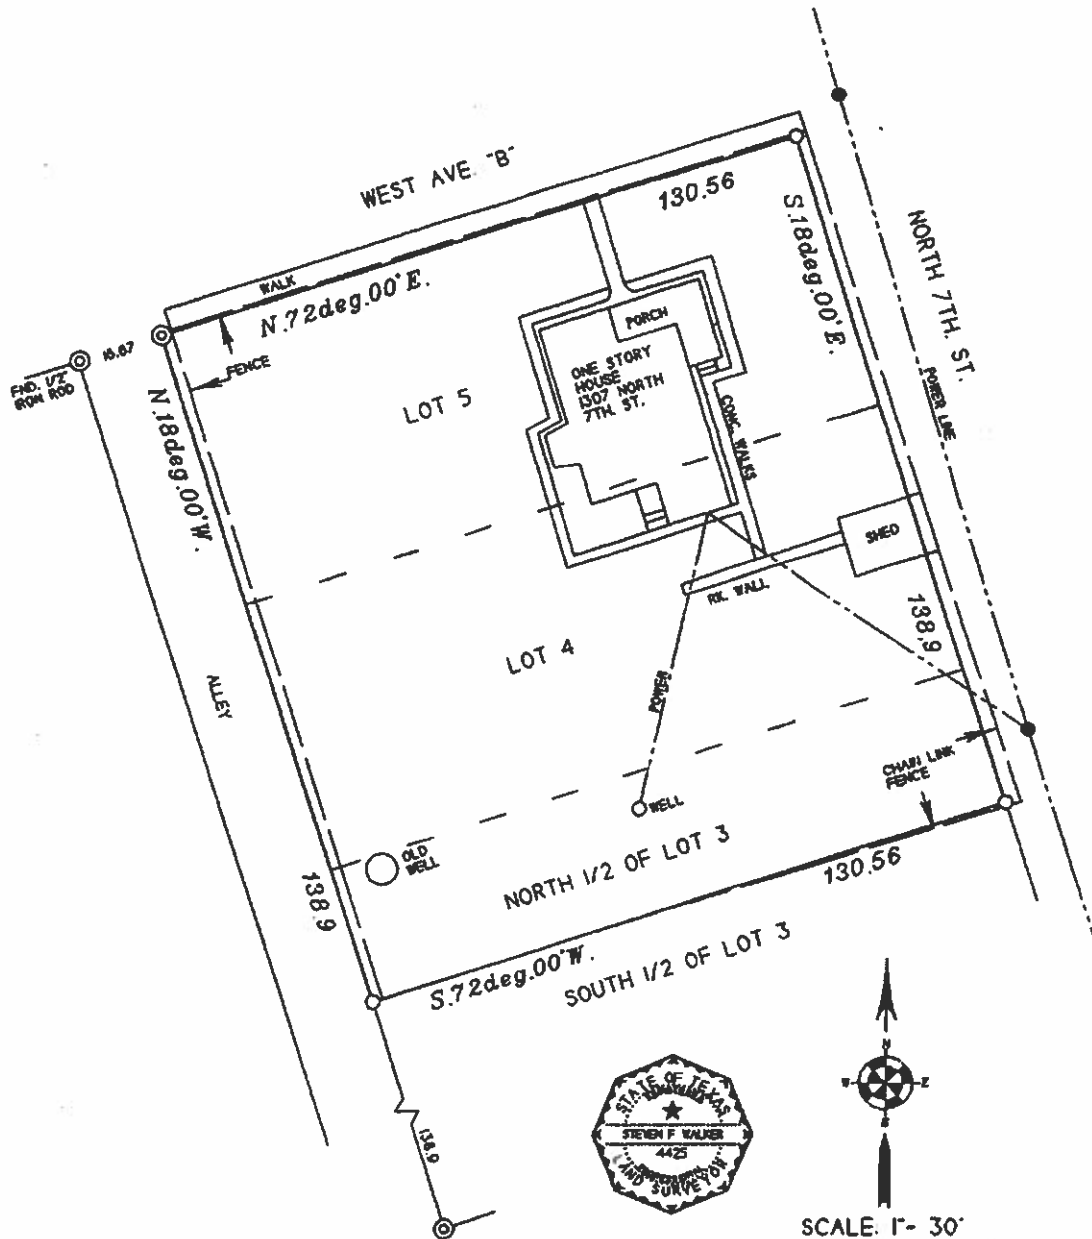 WEST AVE. "B"
130.56
S.18deg.00'E.
NORTH 7TH. ST.
POWER LINE
WALK
N.72deg.00'E.
FENCE
16.67
FND. 1/2"
IRON ROD
N.18deg.00'W.
LOT 5
PORCH
ONE STORY
HOUSE
1307 NORTH
7TH. ST.
CONC. WALKS
SHED
RK. WALL
138.9
LOT 4
ALLEY
POWER
CHAIN LINK
FENCE
WELL
OLD
WELL
138.9
NORTH 1/2 OF LOT 3
130.56
S.72deg.00'W.
SOUTH 1/2 OF LOT 3
138.9
STATE OF TEXAS
STEVEN F WALKER
4425
LAND SURVEYOR
N
W
S
SCALE: 1"- 30'